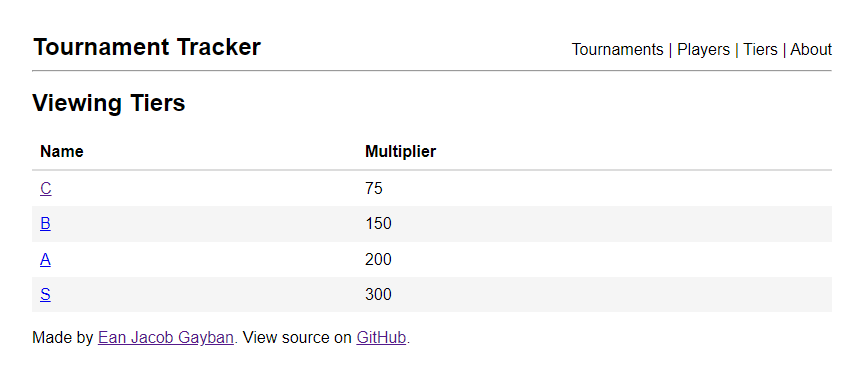 Tournament Tracker
Tournaments | Players | Tiers | About
Viewing Tiers
Name Multiplier
C 75
B 150
A 200
S 300
Made by Ean Jacob Gayban. View source on GitHub.